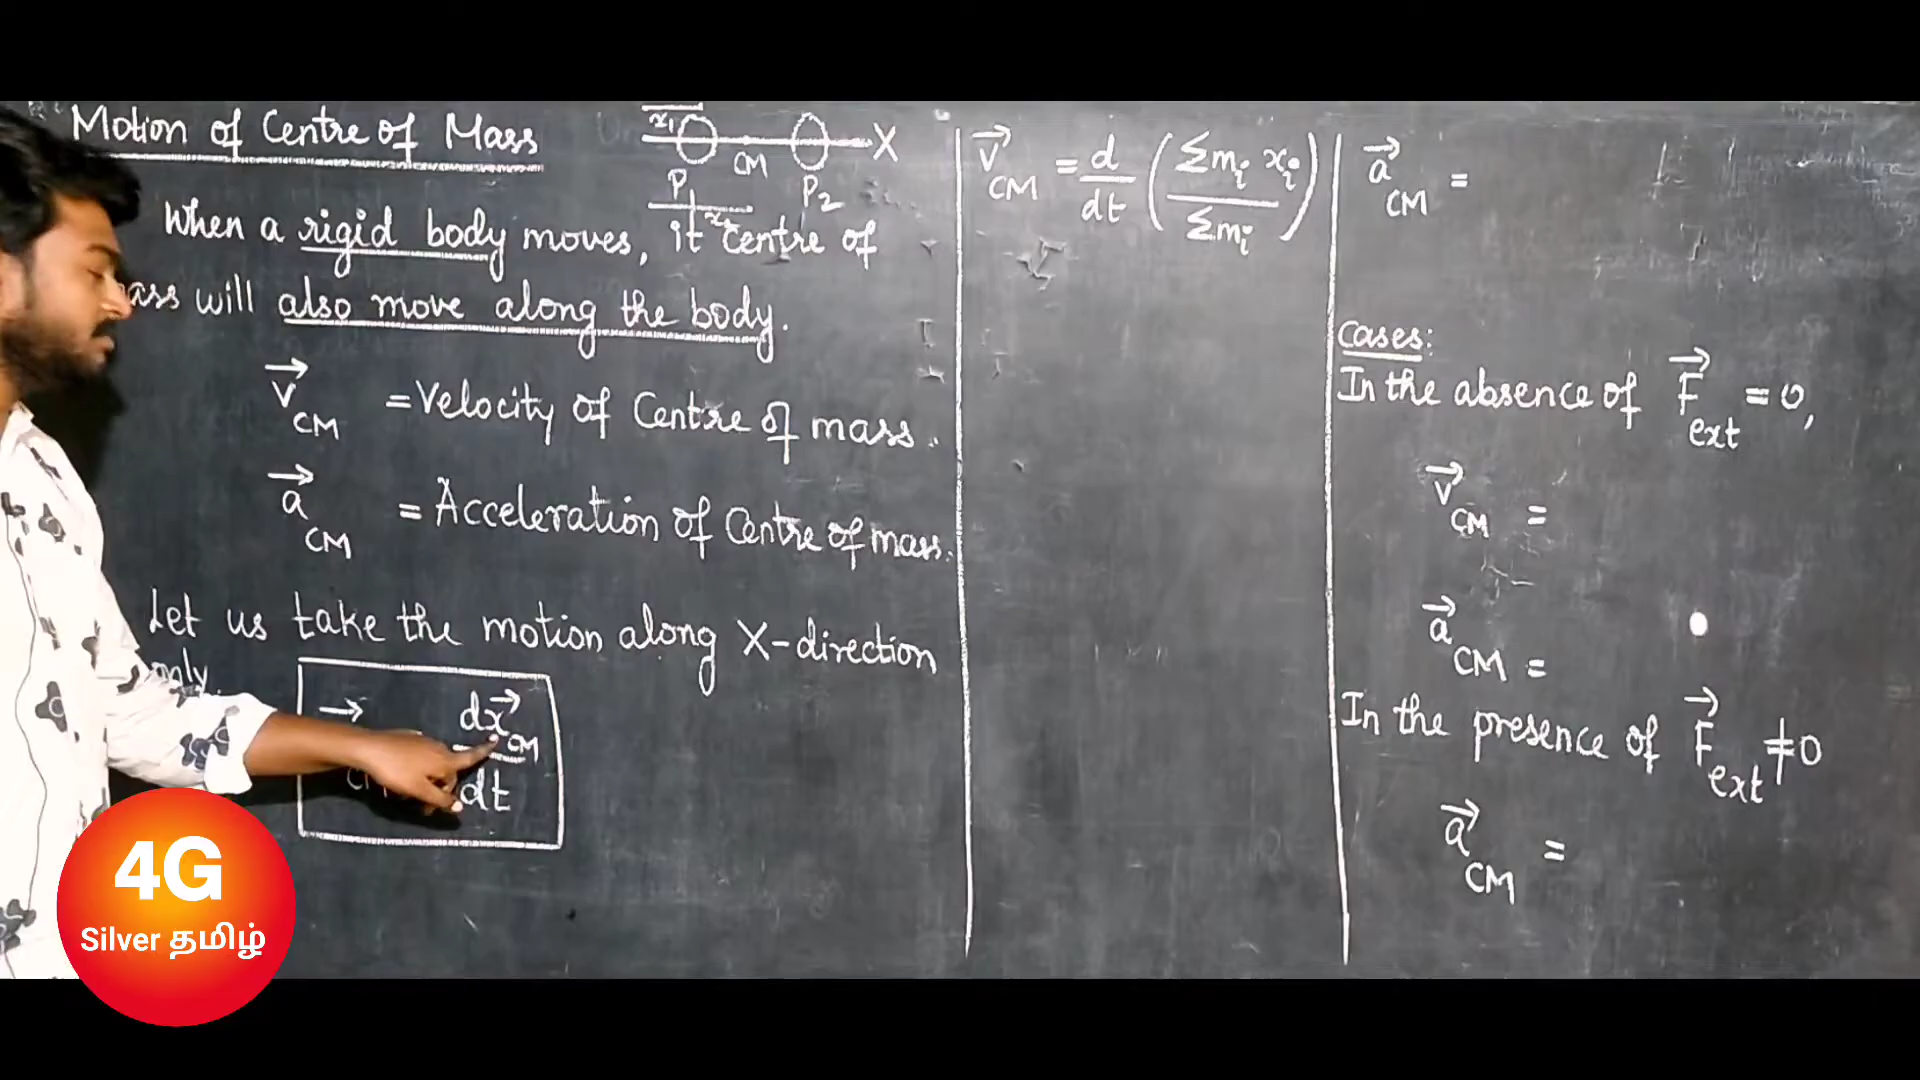 Motion of Centre of Mass
x₁
X
CM
P
P₂
When a rigid body moves, it centre of
ass will also move along the body.
v⃗ CM = Velocity of Centre of mass.
a⃗ CM = Acceleration of Centre of mass.
Let us take the motion along X-direction
only.
dx⃗ CM
dt
v⃗ CM = d/dt ( Σmᵢ xᵢ / Σmᵢ )
a⃗ CM =
Cases:
In the absence of F⃗ ext = 0,
v⃗ CM =
a⃗ CM =
In the presence of F⃗ ext ≠ 0
a⃗ CM =
4G
Silver தமிழ்